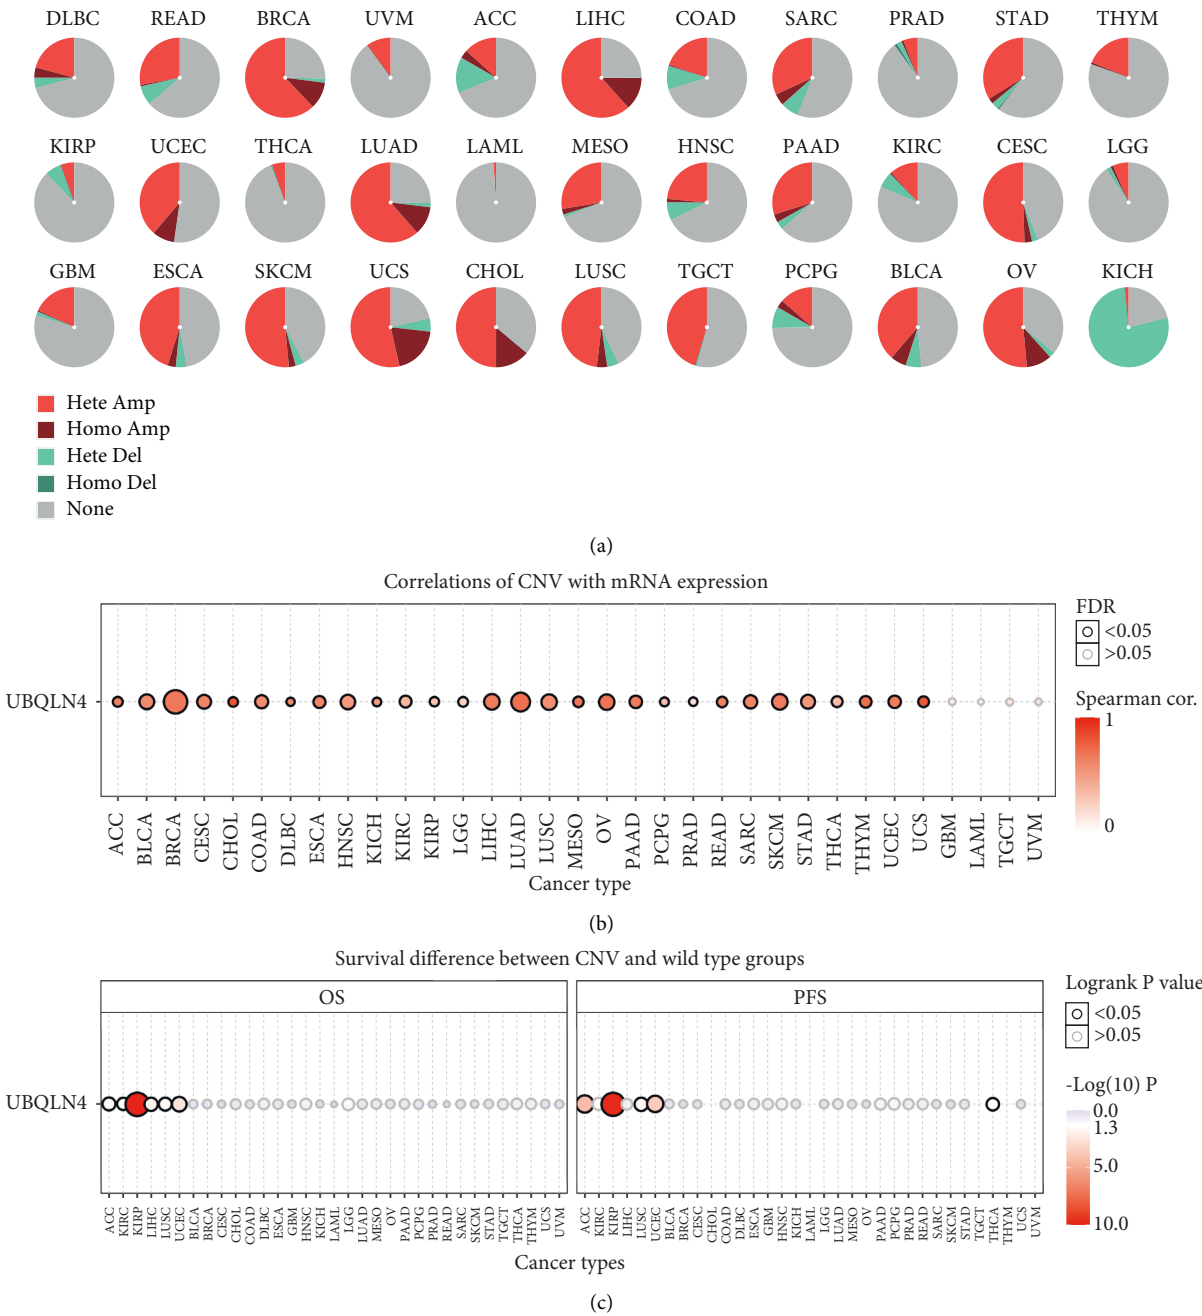 DLBC READ BRCA UVM ACC LIHC COAD SARC PRAD STAD THYM
KIRP UCEC THCA LUAD LAML MESO HNSC PAAD KIRC CESC LGG
GBM ESCA SKCM UCS CHOL LUSC TGCT PCPG BLCA OV KICH
Hete Amp
Homo Amp
Hete Del
Homo Del
None
(a)
Correlations of CNV with mRNA expression
UBQLN4
ACC BLCA BRCA CESC CHOL COAD DLBC ESCA HNSC KICH KIRC KIRP LGG LIHC LUAD LUSC MESO OV PAAD PCPG PRAD READ SARC SKCM STAD THCA THYM UCEC UCS GBM LAML TGCT UVM
Cancer type
FDR
<0.05
>0.05
Spearman cor.
1
0
(b)
Survival difference between CNV and wild type groups
OS PFS
UBQLN4
ACC KIRC KIRP LIHC LUSC UCEC BLCA BRCA CESC CHOL COAD DLBC ESCA GBM HNSC KICH LAML LGG LUAD MESO OV PAAD PCPG PRAD READ SARC SKCM STAD TGCT THCA THYM UCS UVM
ACC KIRC KIRP LIHC LUSC UCEC BLCA BRCA CESC CHOL COAD DLBC ESCA GBM HNSC KICH LAML LGG LUAD MESO OV PAAD PCPG PRAD READ SARC SKCM STAD TGCT THCA THYM UCS UVM
Cancer types
Logrank P value
<0.05
>0.05
-Log(10) P
0.0
1.3
5.0
10.0
(c)